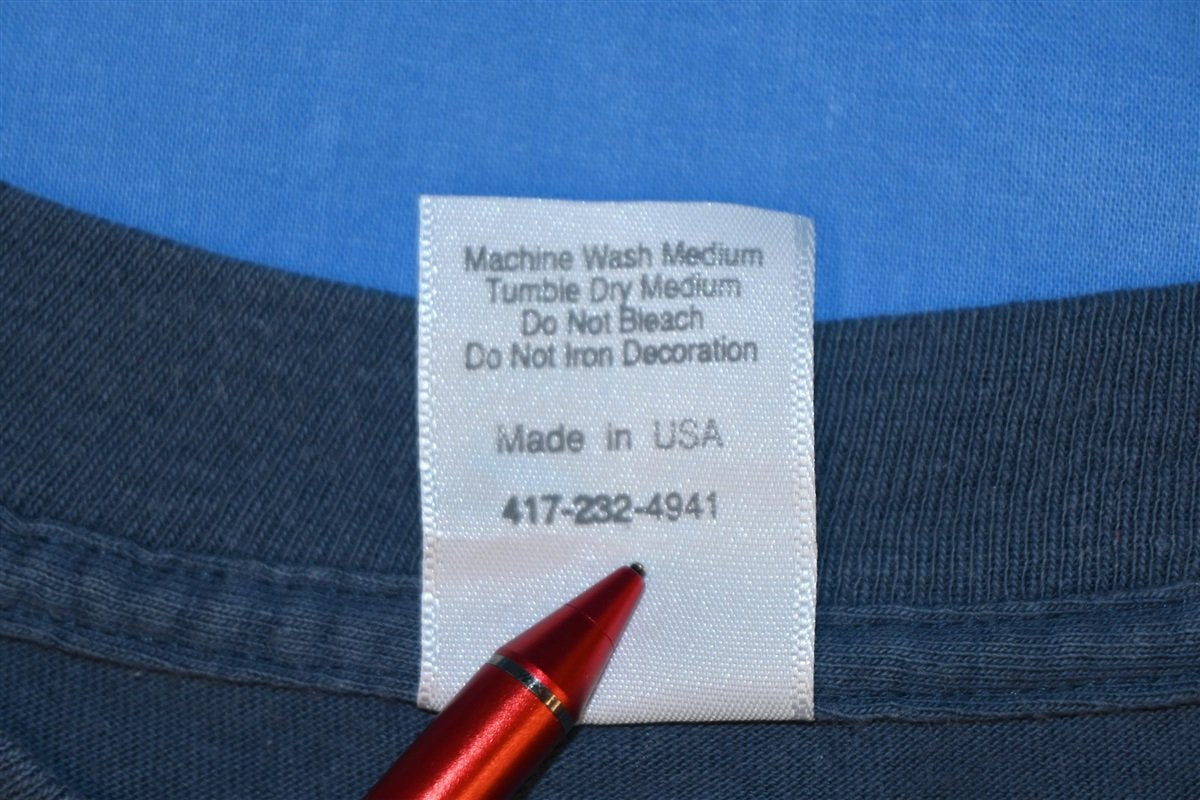 Machine Wash Medium
Tumble Dry Medium
Do Not Bleach
Do Not Iron Decoration
Made in USA
417-232-4941